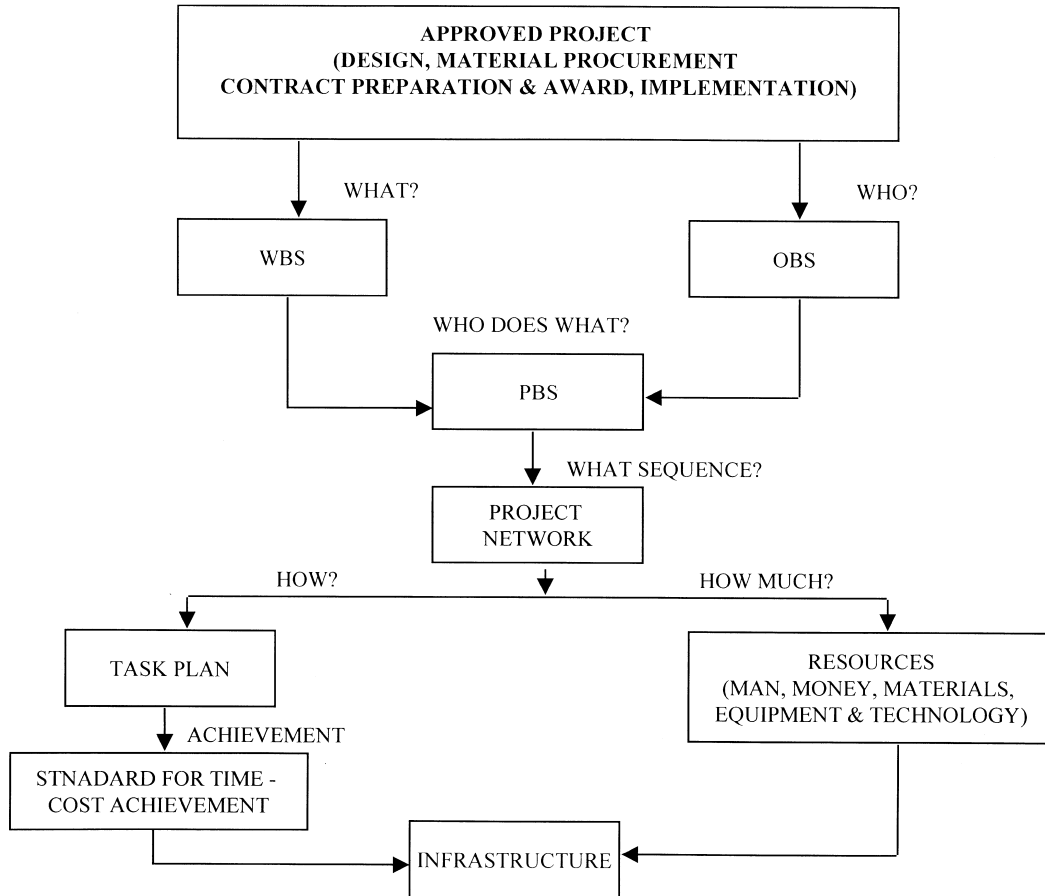 APPROVED PROJECT
(DESIGN, MATERIAL PROCUREMENT
CONTRACT PREPARATION & AWARD, IMPLEMENTATION)
WHAT?
WHO?
WBS
OBS
WHO DOES WHAT?
PBS
WHAT SEQUENCE?
PROJECT
NETWORK
HOW?
HOW MUCH?
TASK PLAN
RESOURCES
(MAN, MONEY, MATERIALS,
EQUIPMENT & TECHNOLOGY)
ACHIEVEMENT
STNADARD FOR TIME -
COST ACHIEVEMENT
INFRASTRUCTURE